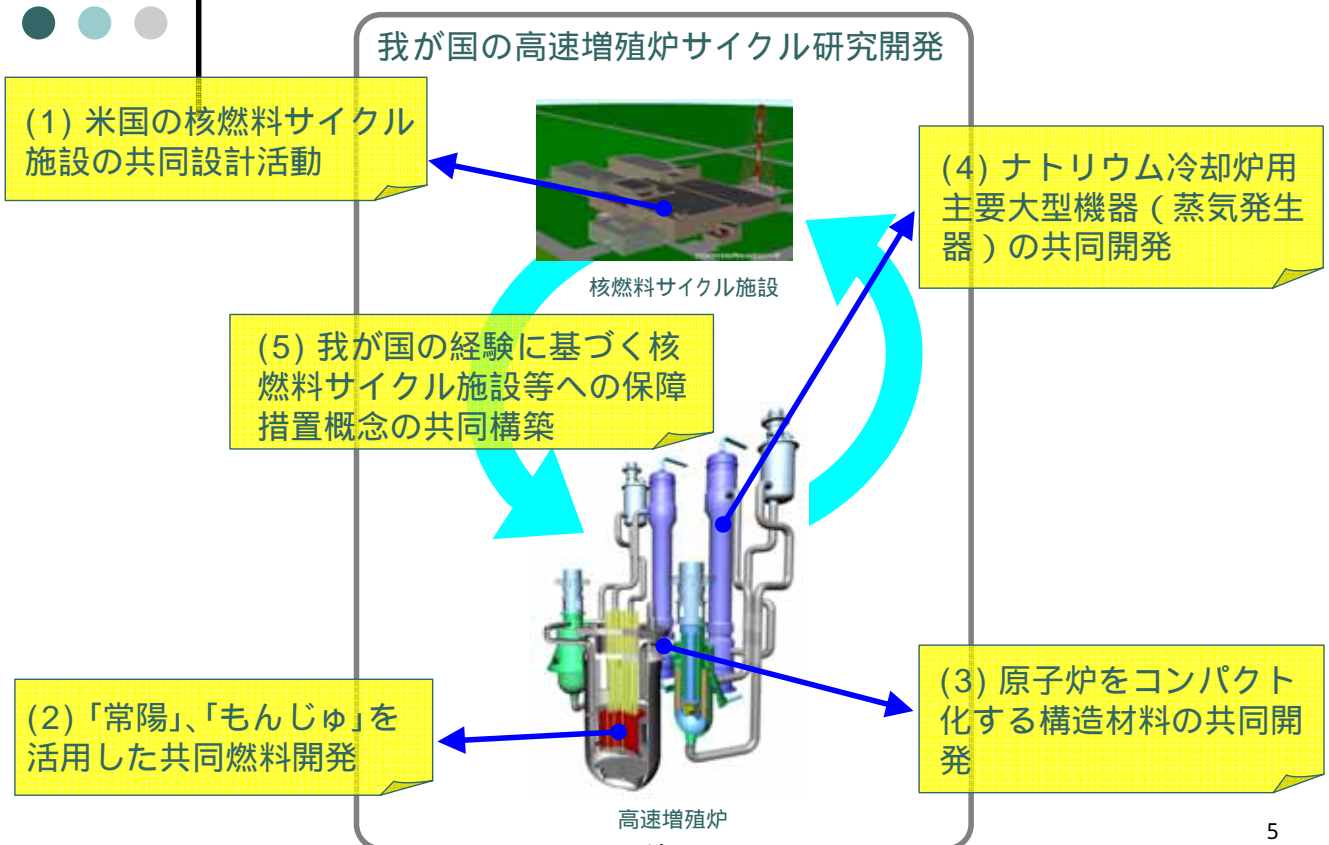 我が国の高速増殖炉サイクル研究開発
(1) 米国の核燃料サイクル
施設の共同設計活動
(4) ナトリウム冷却炉用
主要大型機器（蒸気発生
器）の共同開発
核燃料サイクル施設
(5) 我が国の経験に基づく核
燃料サイクル施設等への保障
措置概念の共同構築
(2)「常陽」、「もんじゅ」を
活用した共同燃料開発
(3) 原子炉をコンパクト
化する構造材料の共同開
発
高速増殖炉
5